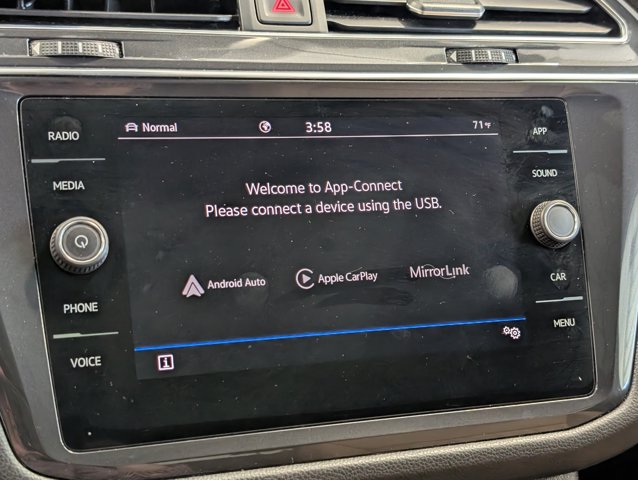 Normal 3:58 71°F
RADIO
MEDIA
PHONE
VOICE
Welcome to App-Connect
Please connect a device using the USB.
Android Auto Apple CarPlay MirrorLink
i
APP
SOUND
CAR
MENU